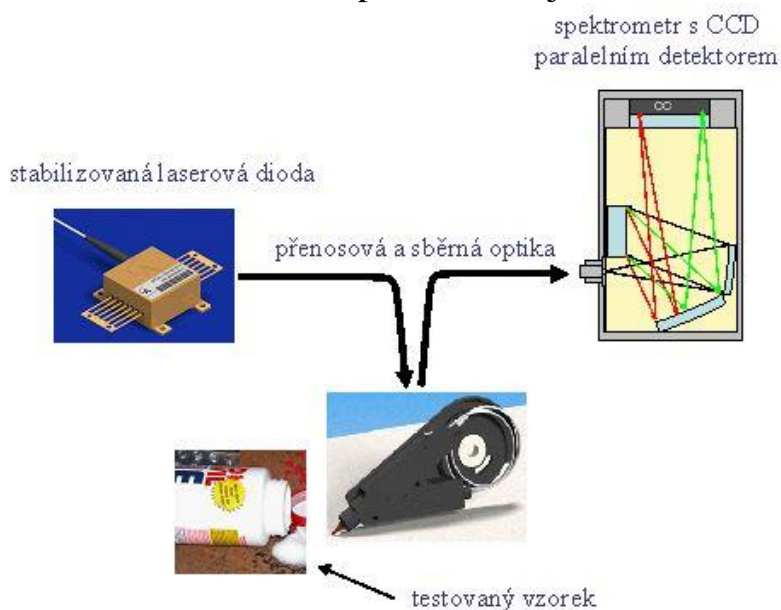 spektrometr s CCD
paralelním detektorem
stabilizovaná laserová dioda
přenosová a sběrná optika
testovaný vzorek